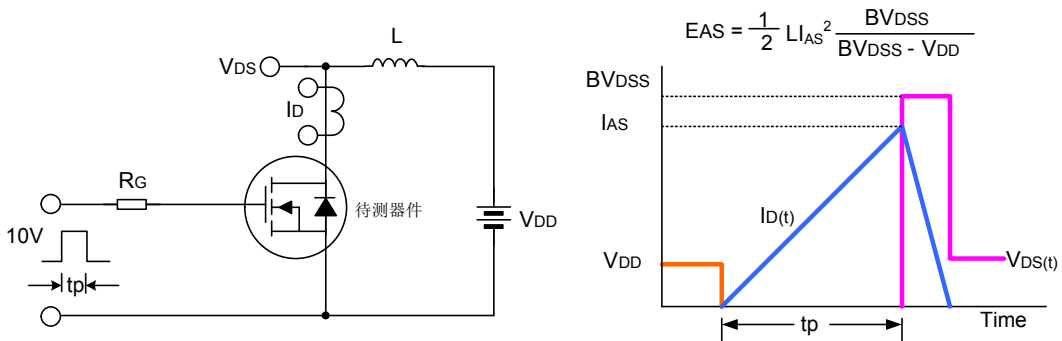 VDS
L
ID
RG
待测器件
10V
tp
VDD
EAS = 1/2 LIAS² BVDSS/BVDSS - VDD
BVDSS
IAS
ID(t)
VDD
VDS(t)
tp
Time